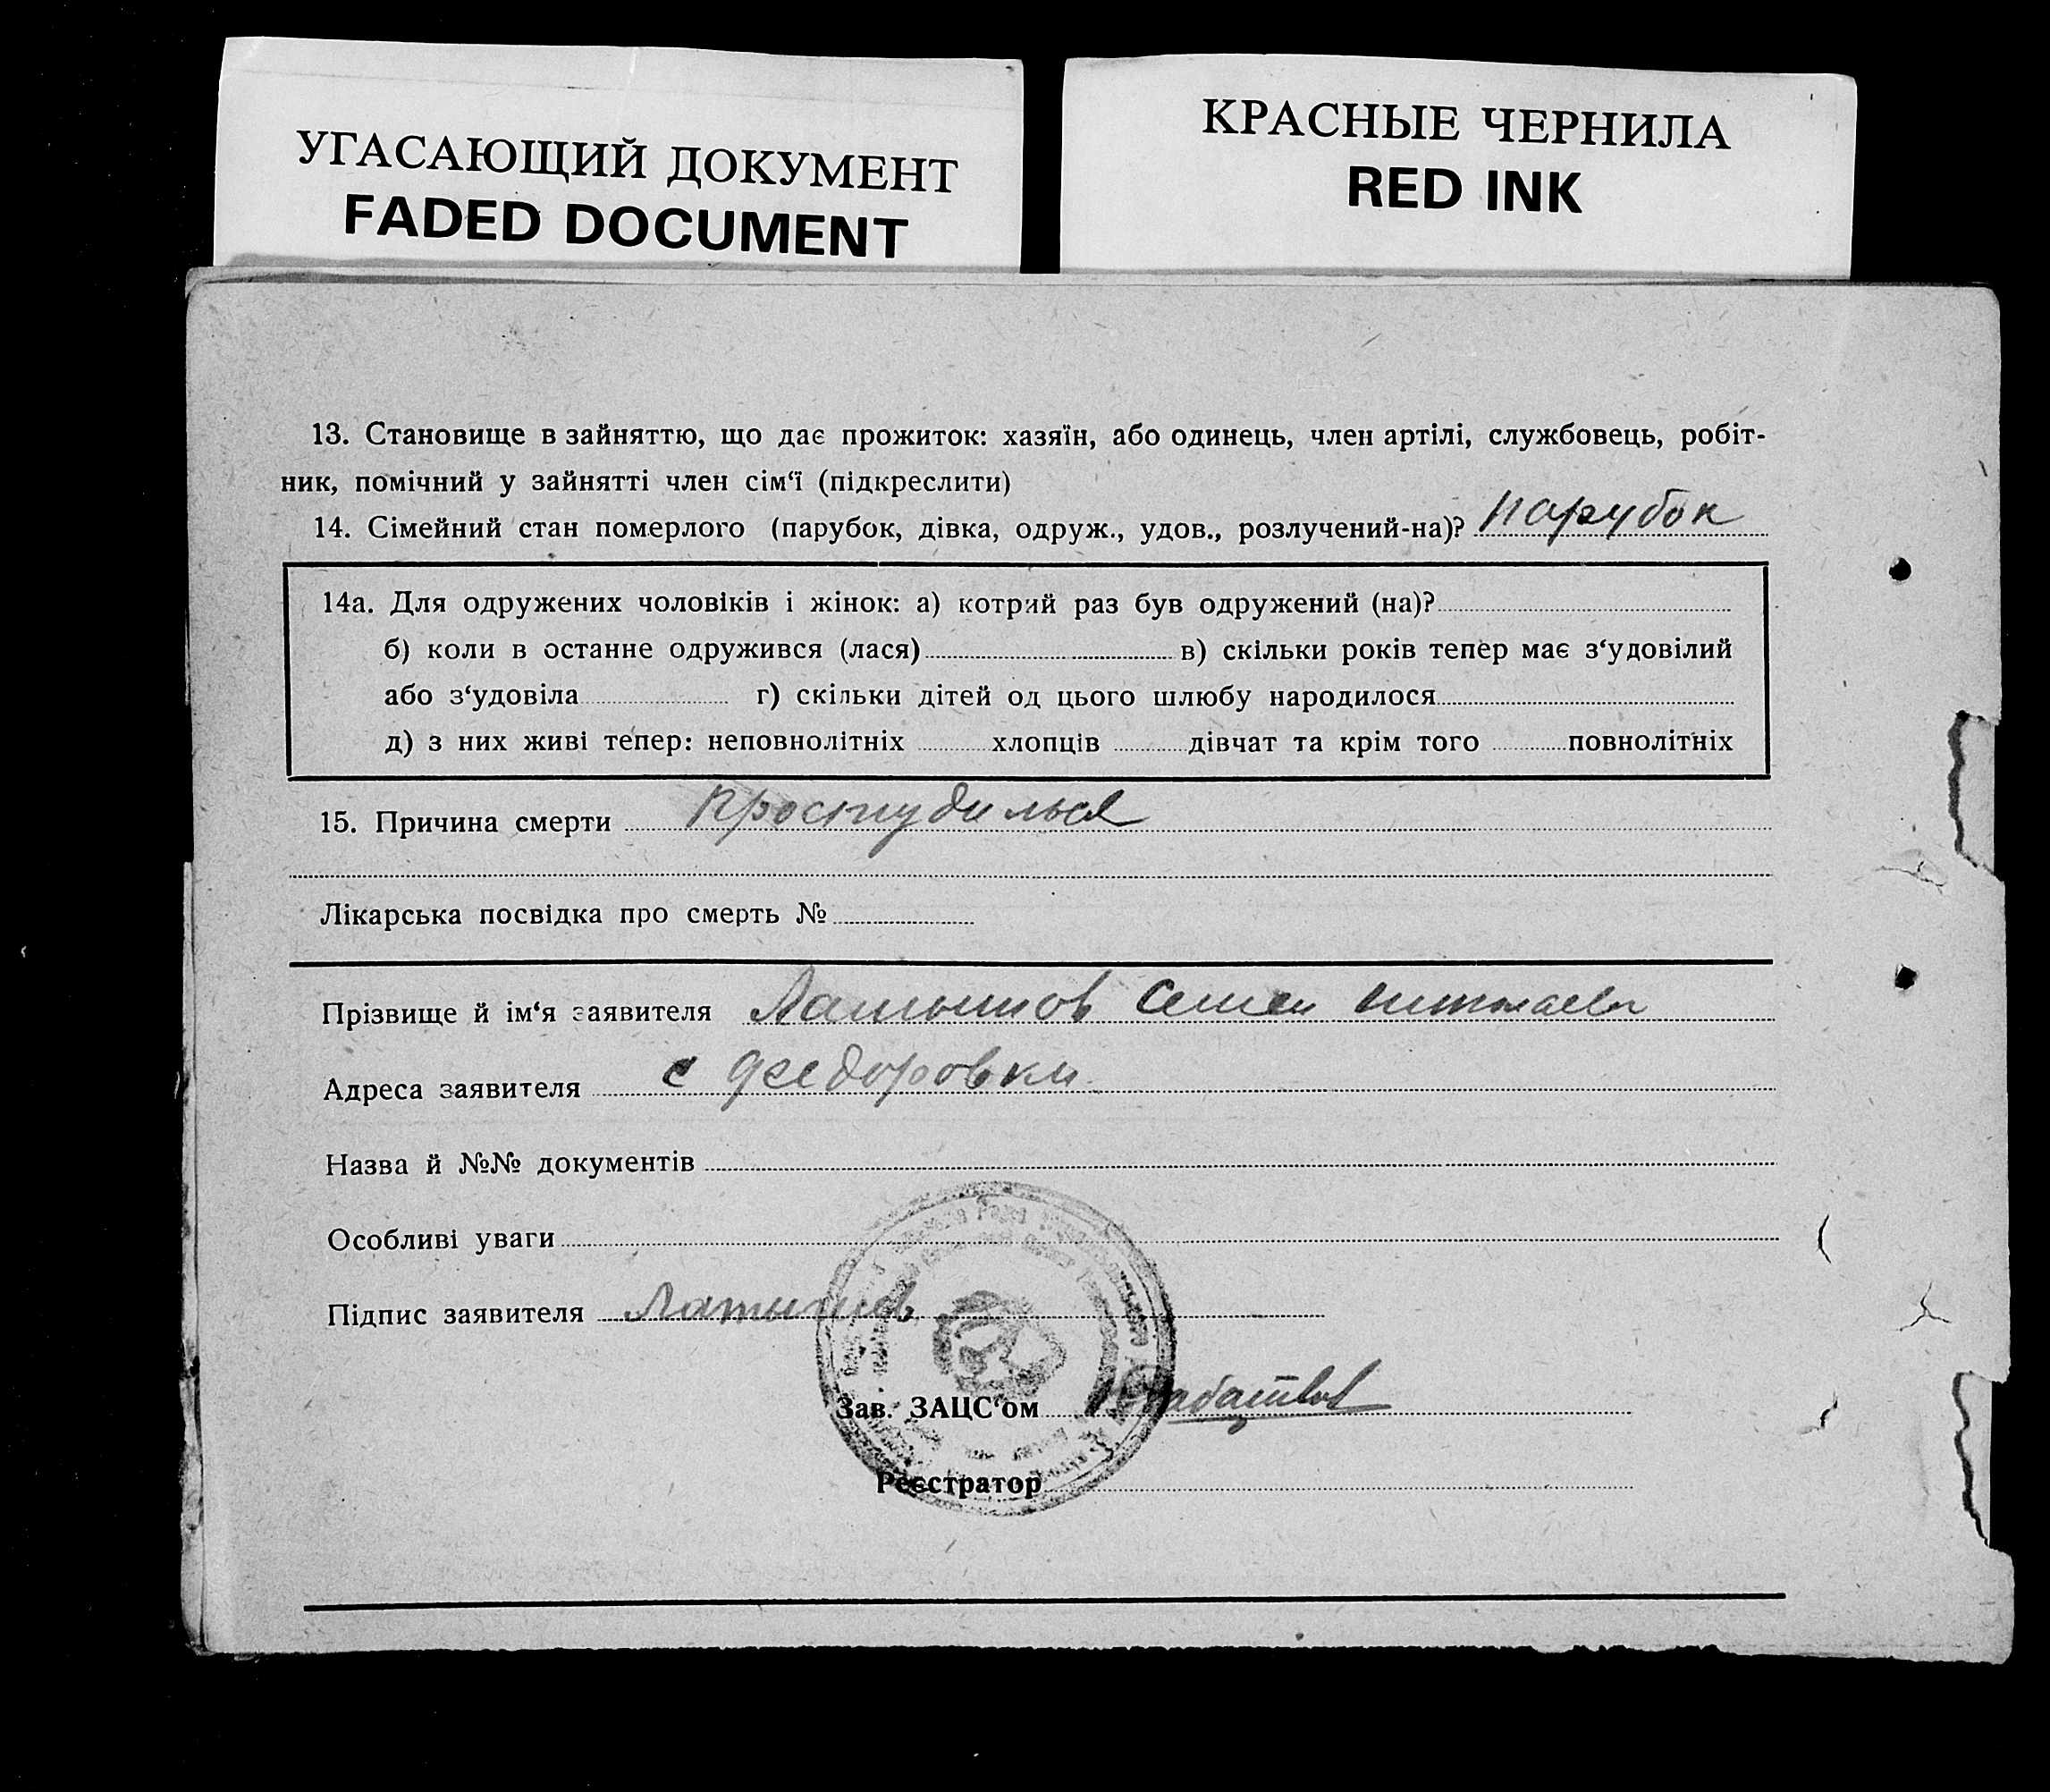 УГАСАЮЩИЙ ДОКУМЕНТ
FADED DOCUMENT
КРАСНЫЕ ЧЕРНИЛА
RED INK
13. Становище в зайняттю, що дає прожиток: хазяїн, або одинець, член артілі, службовець, робіт-
ник, помічний у зайнятті член сім‘ї (підкреслити)
14. Сімейний стан померлого (парубок, дівка, одруж., удов., розлучений-на)? парубок
14а. Для одружених чоловіків і жінок: а) котрий раз був одружений (на)?
б) коли в останне одружився (лася) в) скільки років тепер має з‘удовілий
або з‘удовіла г) скільки дітей од цього шлюбу народилося
д) з них живі тепер: неповнолітніх хлопців дівчат та крім того повнолітніх
15. Причина смерти простудился
Лікарська посвідка про смерть №
Прізвище й ім‘я заявителя Латышов Семен
Адреса заявителя с Федоровки
Назва й №№ документів
Особливі уваги
Підпис заявителя Латышов
Зав. ЗАЦС‘ом
Реєстратор